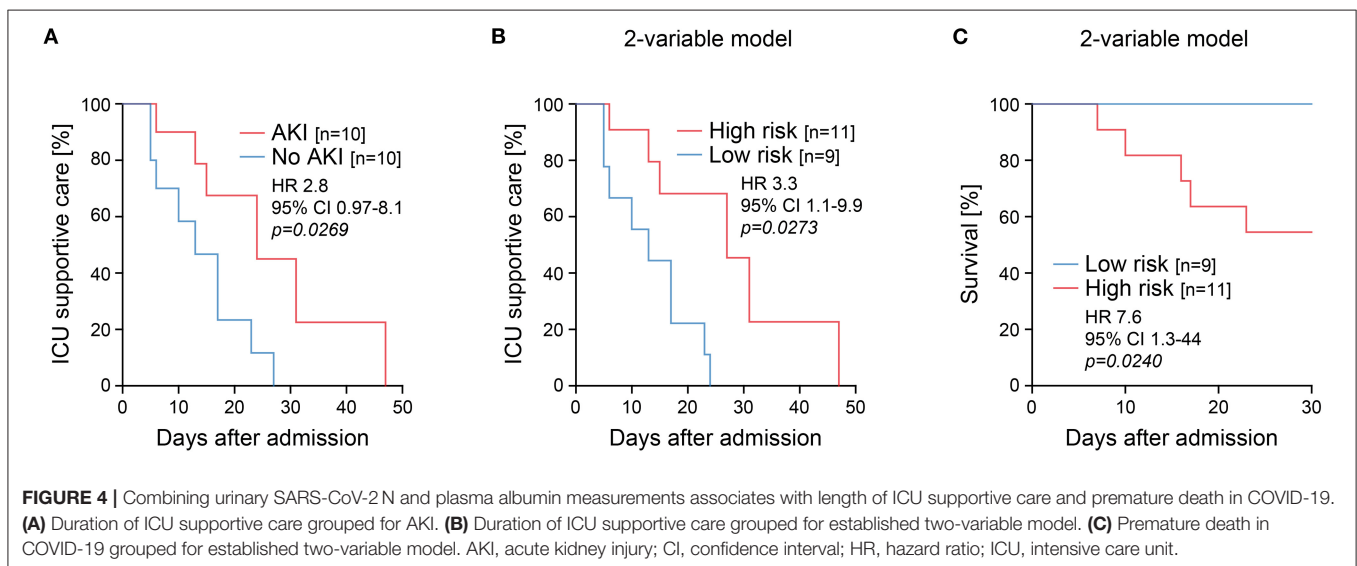 A
ICU supportive care [%]
100
80
60
40
20
0
0 10 20 30 40 50
Days after admission
AKI [n=10]
No AKI [n=10]
HR 2.8
95% CI 0.97-8.1
p=0.0269
B
2-variable model
ICU supportive care [%]
100
80
60
40
20
0
0 10 20 30 40 50
Days after admission
High risk [n=11]
Low risk [n=9]
HR 3.3
95% CI 1.1-9.9
p=0.0273
C
2-variable model
Survival [%]
100
80
60
40
20
0
0 10 20 30
Days after admission
Low risk [n=9]
High risk [n=11]
HR 7.6
95% CI 1.3-44
p=0.0240
FIGURE 4 | Combining urinary SARS-CoV-2 N and plasma albumin measurements associates with length of ICU supportive care and premature death in COVID-19.
(A) Duration of ICU supportive care grouped for AKI. (B) Duration of ICU supportive care grouped for established two-variable model. (C) Premature death in
COVID-19 grouped for established two-variable model. AKI, acute kidney injury; CI, confidence interval; HR, hazard ratio; ICU, intensive care unit.